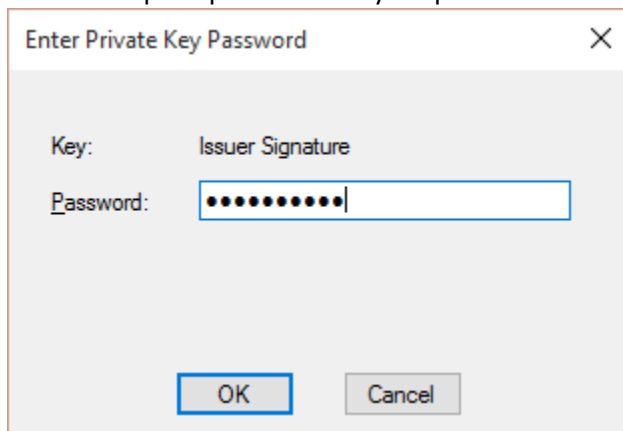 Enter Private Key Password
Key: Issuer Signature
Password: ••••••••••
OK Cancel